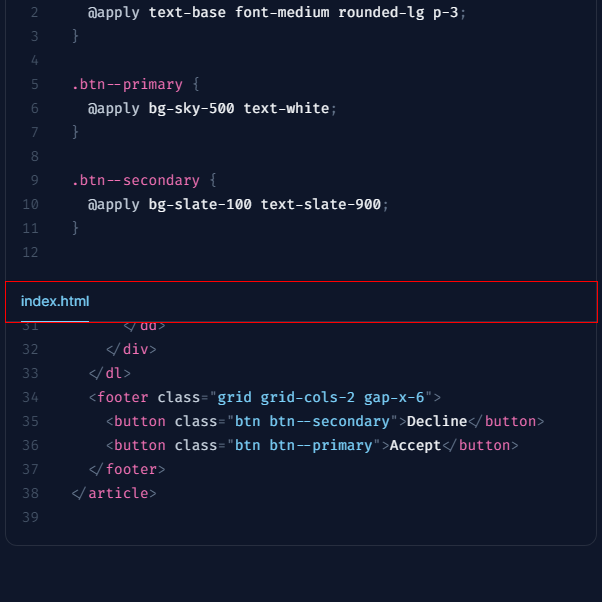 2 @apply text-base font-medium rounded-lg p-3;
3 }
4
5 .btn--primary {
6 @apply bg-sky-500 text-white;
7 }
8
9 .btn--secondary {
10 @apply bg-slate-100 text-slate-900;
11 }
12
index.html
31 </dd>
32 </div>
33 </dl>
34 <footer class="grid grid-cols-2 gap-x-6">
35 <button class="btn btn--secondary">Decline</button>
36 <button class="btn btn--primary">Accept</button>
37 </footer>
38 </article>
39